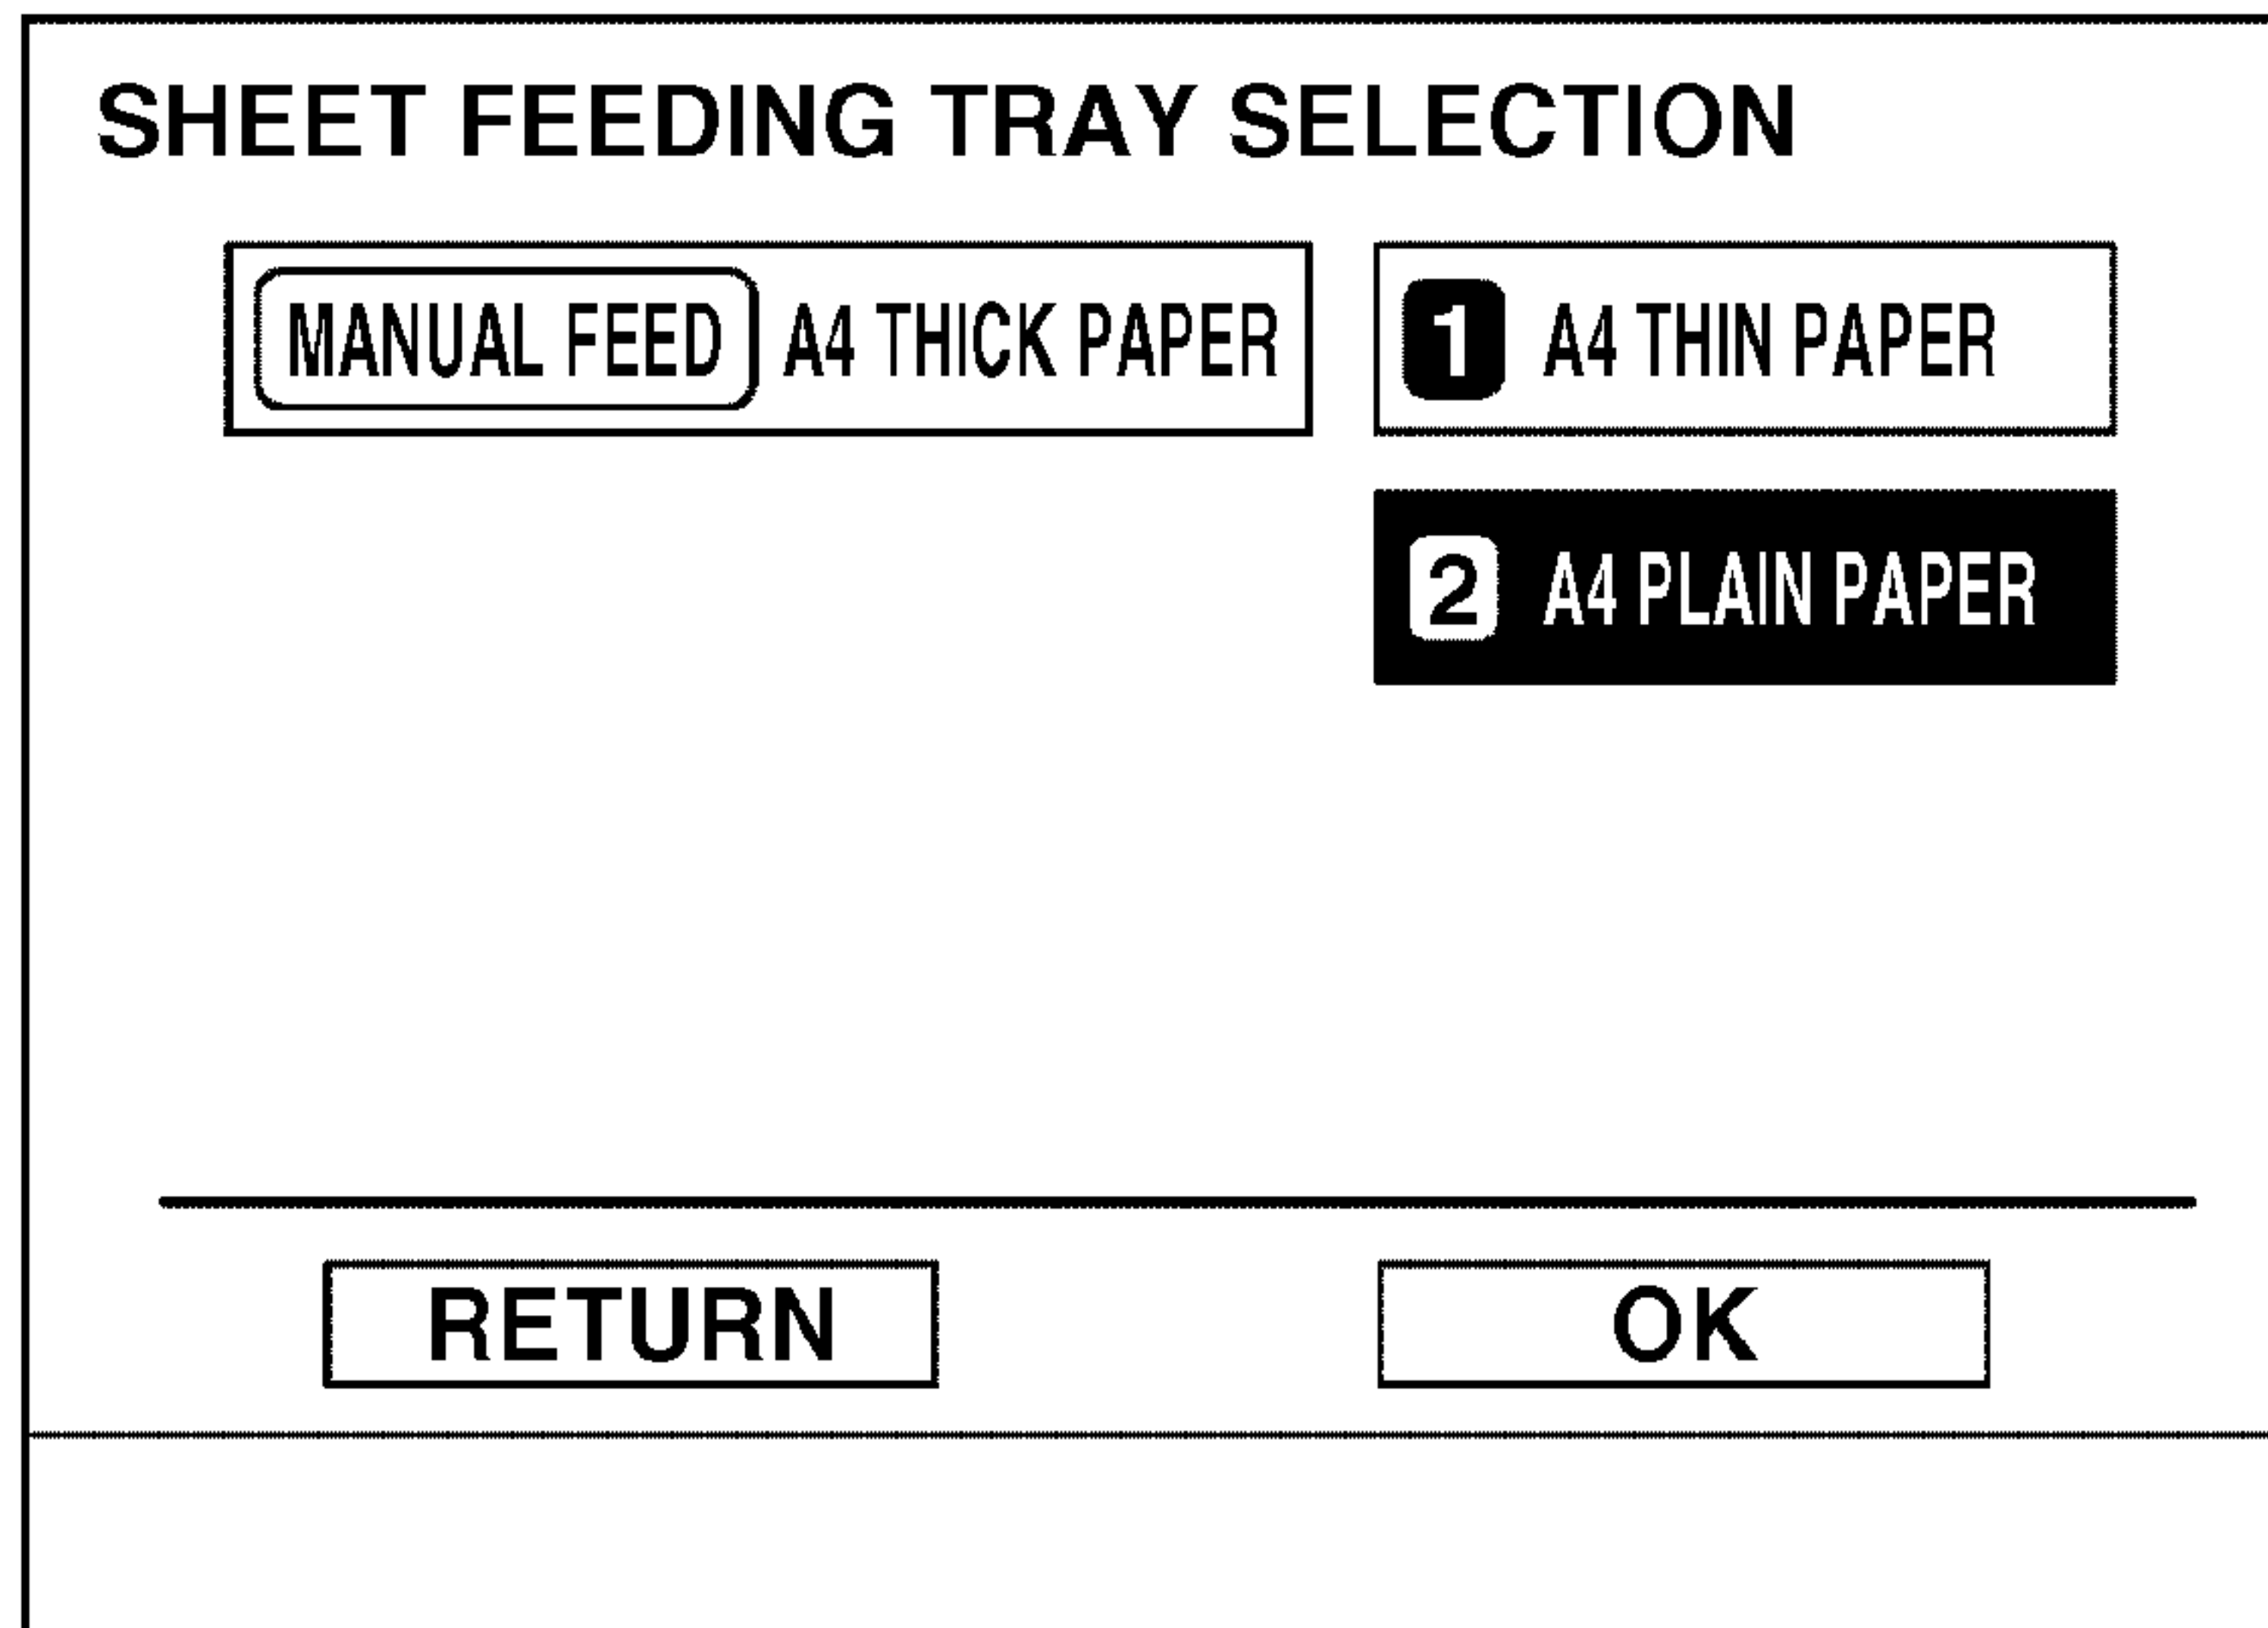 SHEET FEEDING TRAY SELECTION
MANUAL FEED A4 THICK PAPER
1 A4 THIN PAPER
2 A4 PLAIN PAPER
RETURN
OK